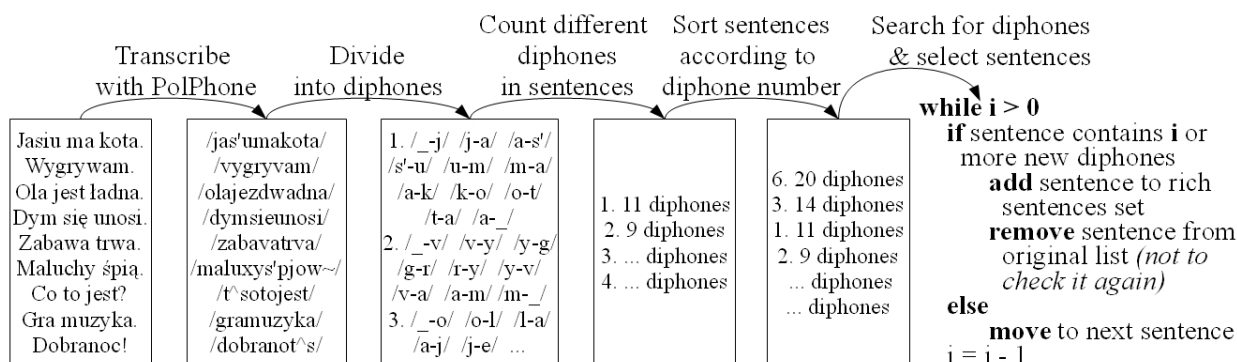 Transcribe
with PolPhone
Divide
into diphones
Count different
diphones
in sentences
Sort sentences
according to
diphone number
Search for diphones
& select sentences
Jasiu ma kota.
Wygrywam.
Ola jest ładna.
Dym się unosi.
Zabawa trwa.
Maluchy śpią.
Co to jest?
Gra muzyka.
Dobranoc!
/jas'umakota/
/vygryvam/
/olajezdwadna/
/dymsieunosi/
/zabavatrva/
/maluxys'pjow~/
/t^sotojest/
/gramuzyka/
/dobranot^s/
1. /_-j/ /j-a/ /a-s'/
/s'-u/ /u-m/ /m-a/
/a-k/ /k-o/ /o-t/
/t-a/ /a-_/
2. /_-v/ /v-y/ /y-g/
/g-r/ /r-y/ /y-v/
/v-a/ /a-m/ /m-_/
3. /_-o/ /o-l/ /l-a/
/a-j/ /j-e/ ...
1. 11 diphones
2. 9 diphones
3. ... diphones
4. ... diphones
6. 20 diphones
3. 14 diphones
1. 11 diphones
2. 9 diphones
... diphones
... diphones
while i > 0
if sentence contains i or
more new diphones
add sentence to rich
sentences set
remove sentence from
original list (not to
check it again)
else
move to next sentence
i = i - 1